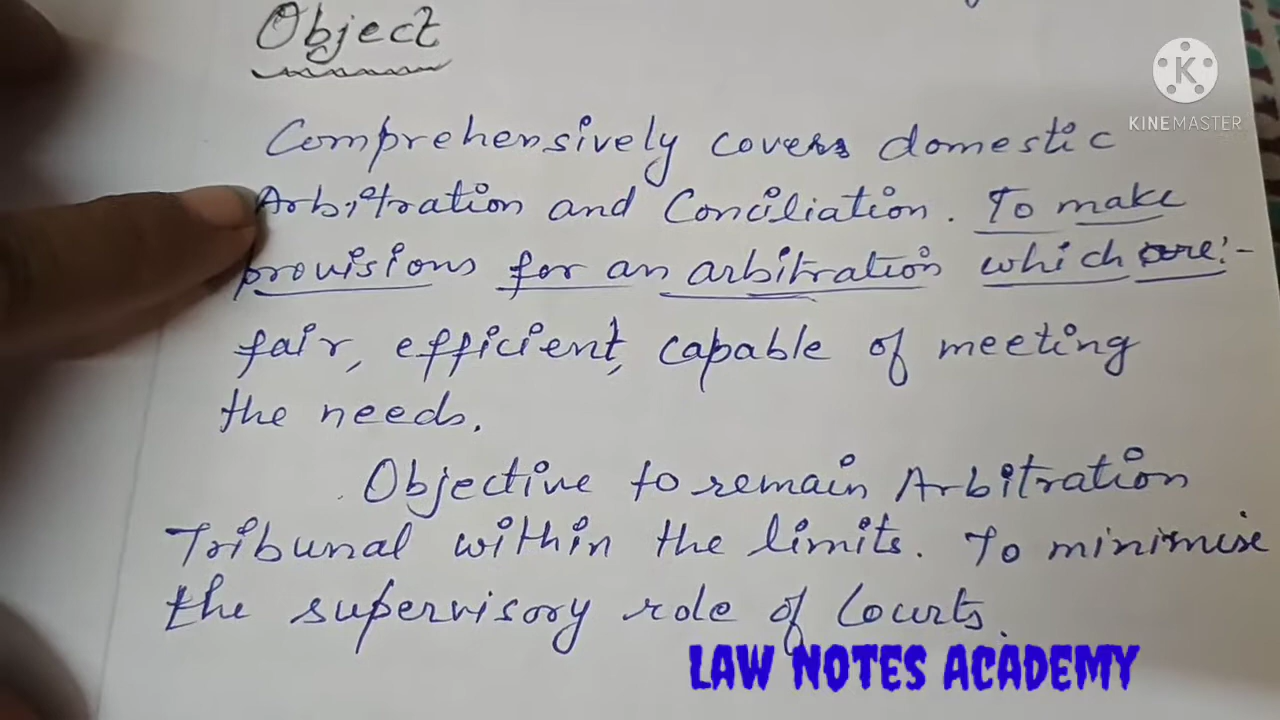 Object
KINEMASTER
Comprehensively covers domestic
Arbitration and Conciliation. To make
provisions for an arbitration which are:-
fair, efficient, capable of meeting
the needs.
Objective to remain Arbitration
Tribunal within the limits. To minimise
the supervisory role of Courts.
LAW NOTES ACADEMY